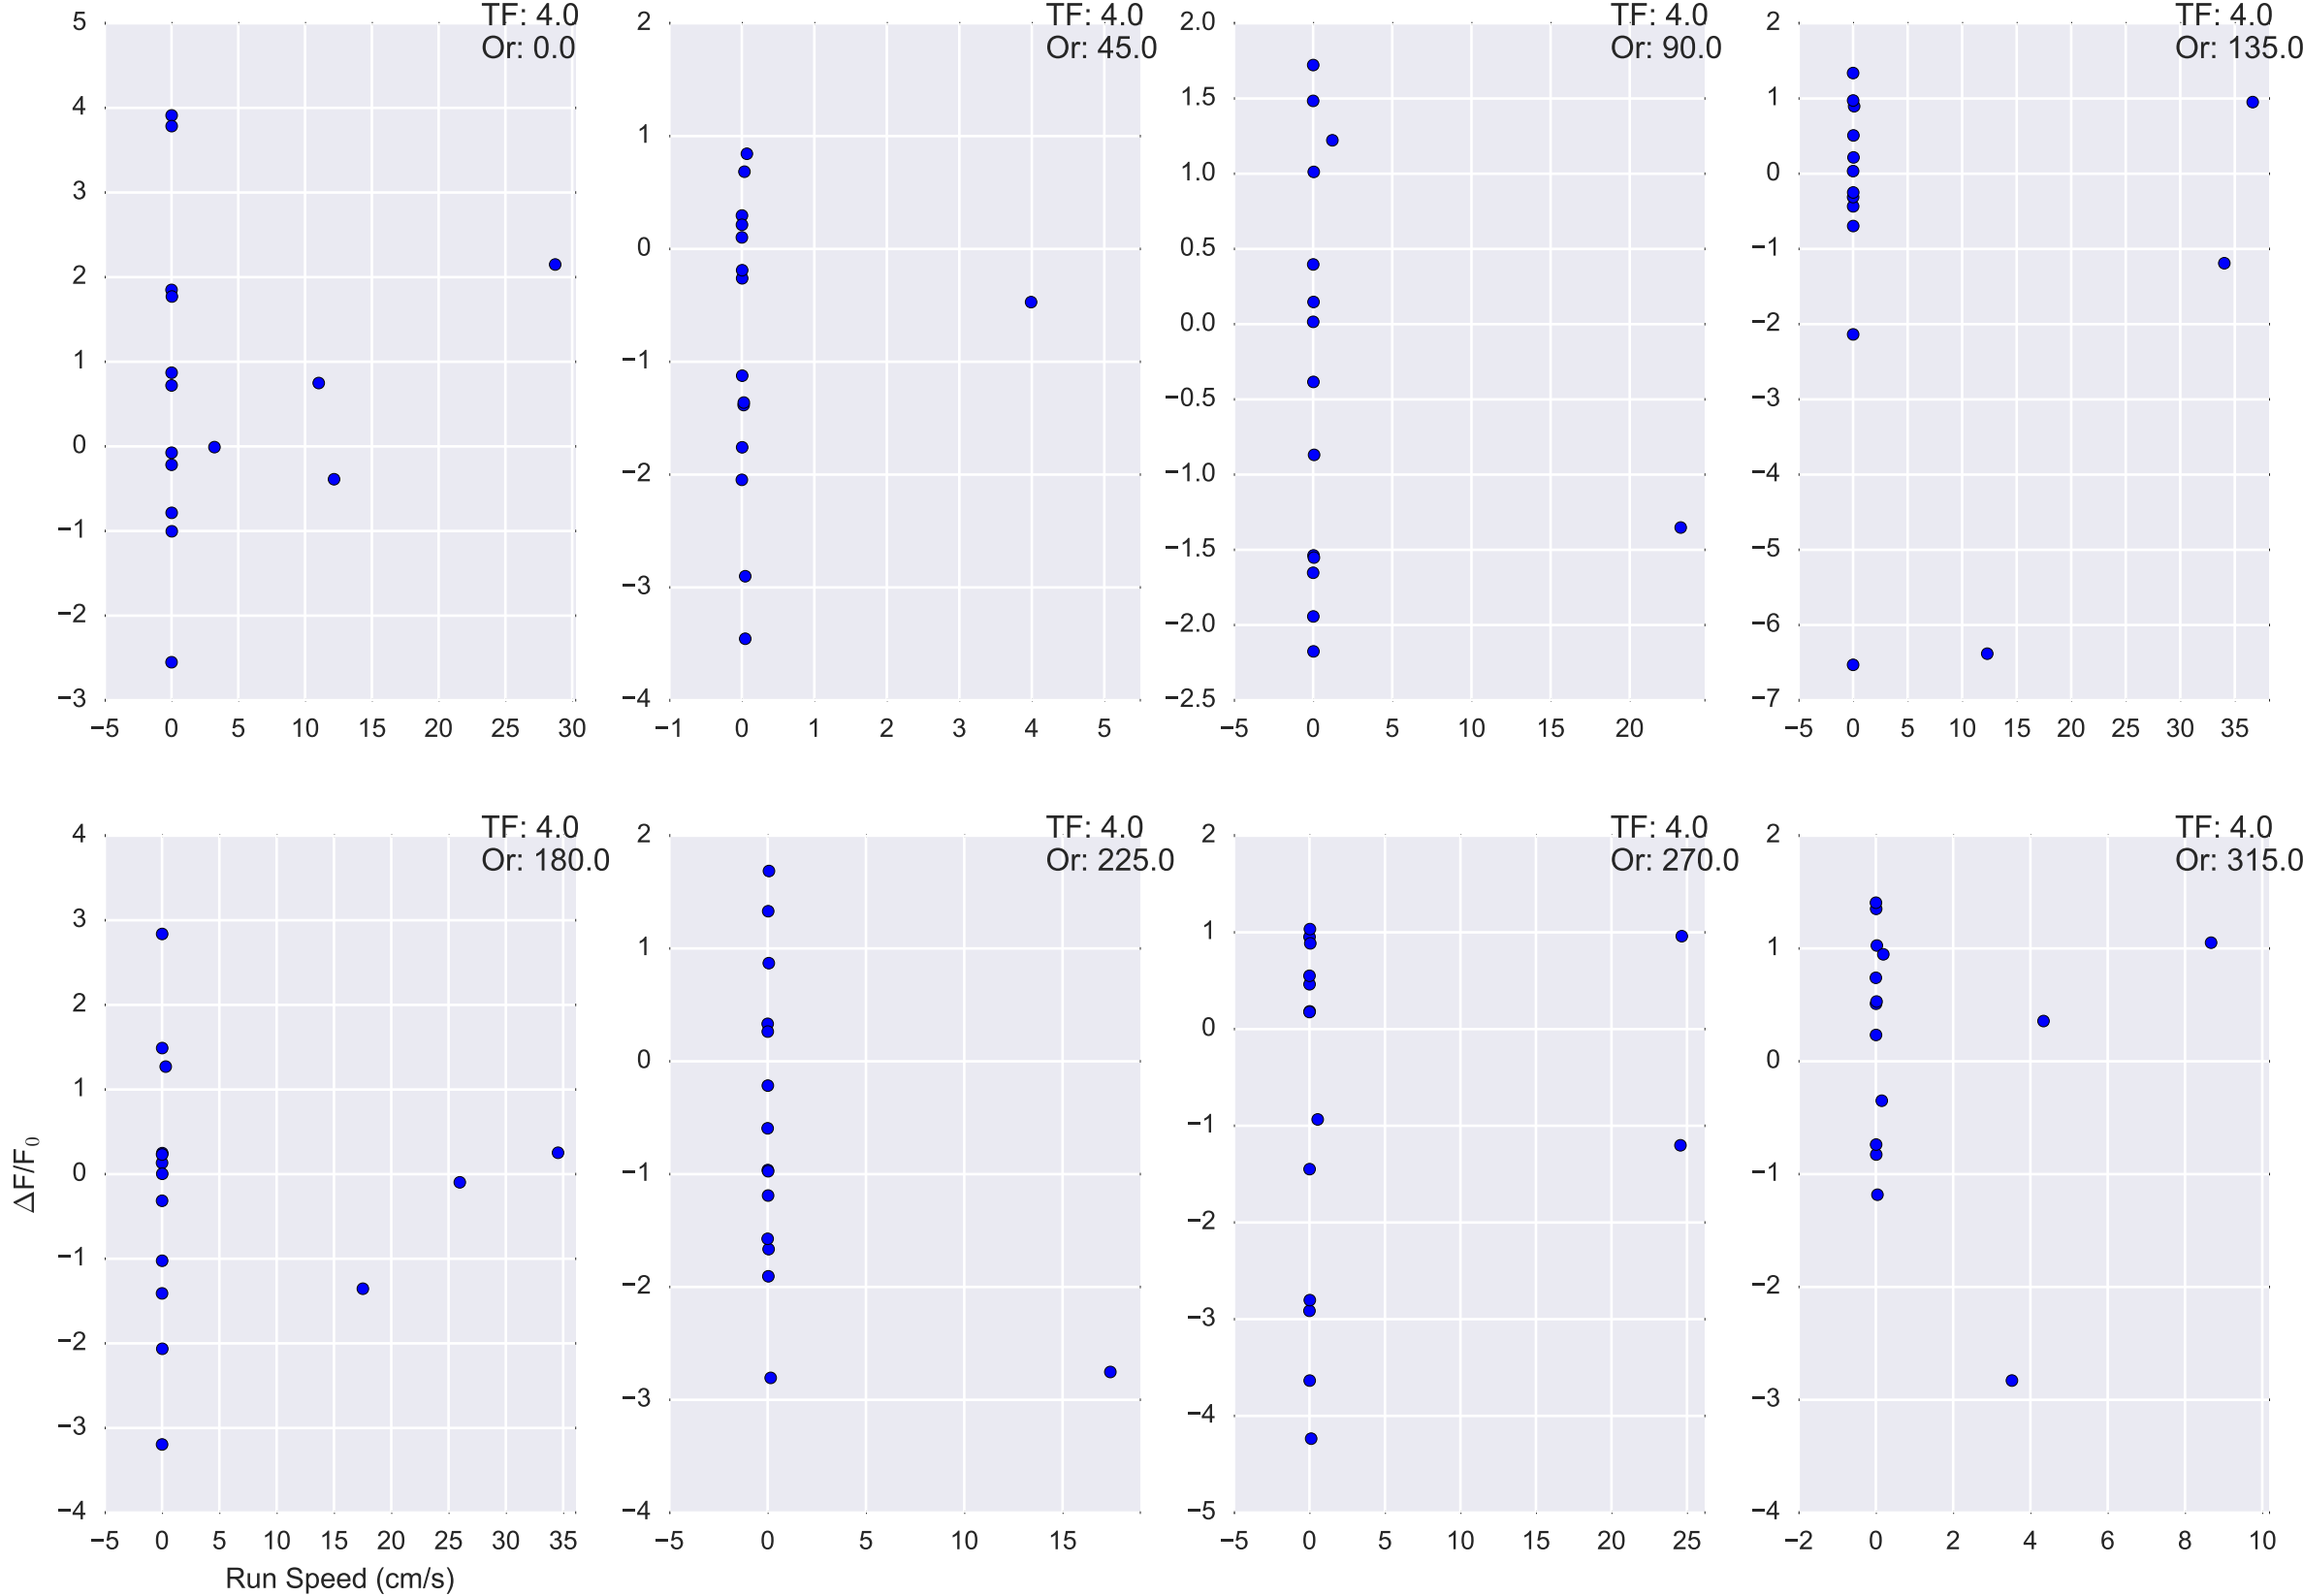 TF: 4.0
Or: 0.0
5
4
3
2
1
0
−1
−2
−3
−5 0 5 10 15 20 25 30
TF: 4.0
Or: 45.0
2
1
0
−1
−2
−3
−4
−1 0 1 2 3 4 5
TF: 4.0
Or: 90.0
2.0
1.5
1.0
0.5
0.0
−0.5
−1.0
−1.5
−2.0
−2.5
−5 0 5 10 15 20
TF: 4.0
Or: 135.0
2
1
0
−1
−2
−3
−4
−5
−6
−7
−5 0 5 10 15 20 25 30 35
TF: 4.0
Or: 180.0
4
3
2
1
0
−1
−2
−3
−4
ΔF/F₀
−5 0 5 10 15 20 25 30 35
Run Speed (cm/s)
TF: 4.0
Or: 225.0
2
1
0
−1
−2
−3
−4
−5 0 5 10 15
TF: 4.0
Or: 270.0
2
1
0
−1
−2
−3
−4
−5
−5 0 5 10 15 20 25
TF: 4.0
Or: 315.0
2
1
0
−1
−2
−3
−4
−2 0 2 4 6 8 10